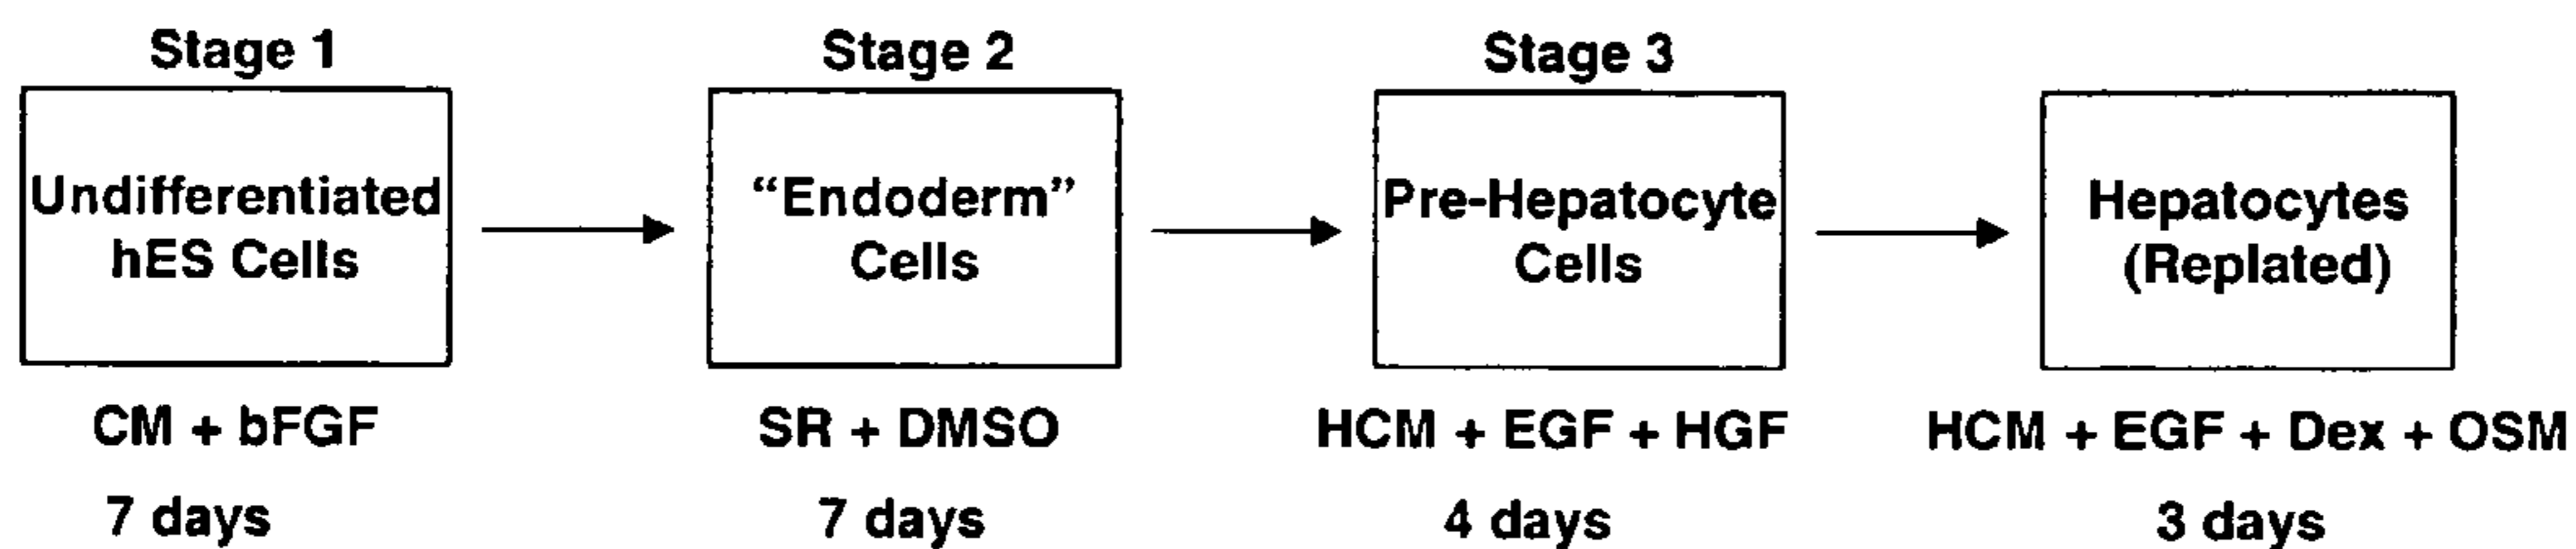 Stage 1
Stage 2
Stage 3
Undifferentiated
hES Cells
“Endoderm”
Cells
Pre-Hepatocyte
Cells
Hepatocytes
(Replated)
CM + bFGF
SR + DMSO
HCM + EGF + HGF
HCM + EGF + Dex + OSM
7 days
7 days
4 days
3 days